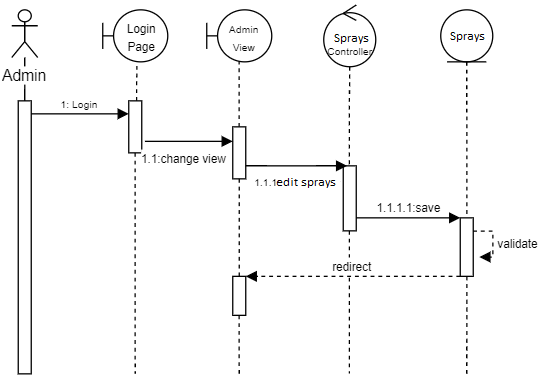 Login
Page
Admin
View
Sprays
Controller
Sprays
Admin
1: Login
1.1:change view
1.1.1edit sprays
1.1.1.1:save
validate
redirect